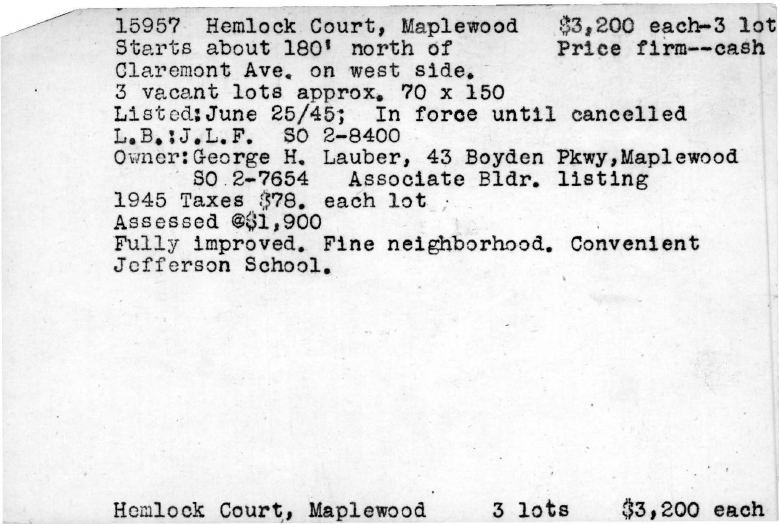 15957  Hemlock Court, Maplewood    $3,200 each-3 lot
Starts about 180' north of         Price firm--cash
Claremont Ave. on west side.
3 vacant lots approx. 70 x 150
Listed:June 25/45;  In force until cancelled
L.B.:J.L.F.  SO 2-8400
Owner:George H. Lauber, 43 Boyden Pkwy,Maplewood
SO 2-7654   Associate Bldr. listing
1945 Taxes $78. each lot
Assessed @$1,900
Fully improved. Fine neighborhood. Convenient
Jefferson School.
Hemlock Court, Maplewood      3 lots     $3,200 each